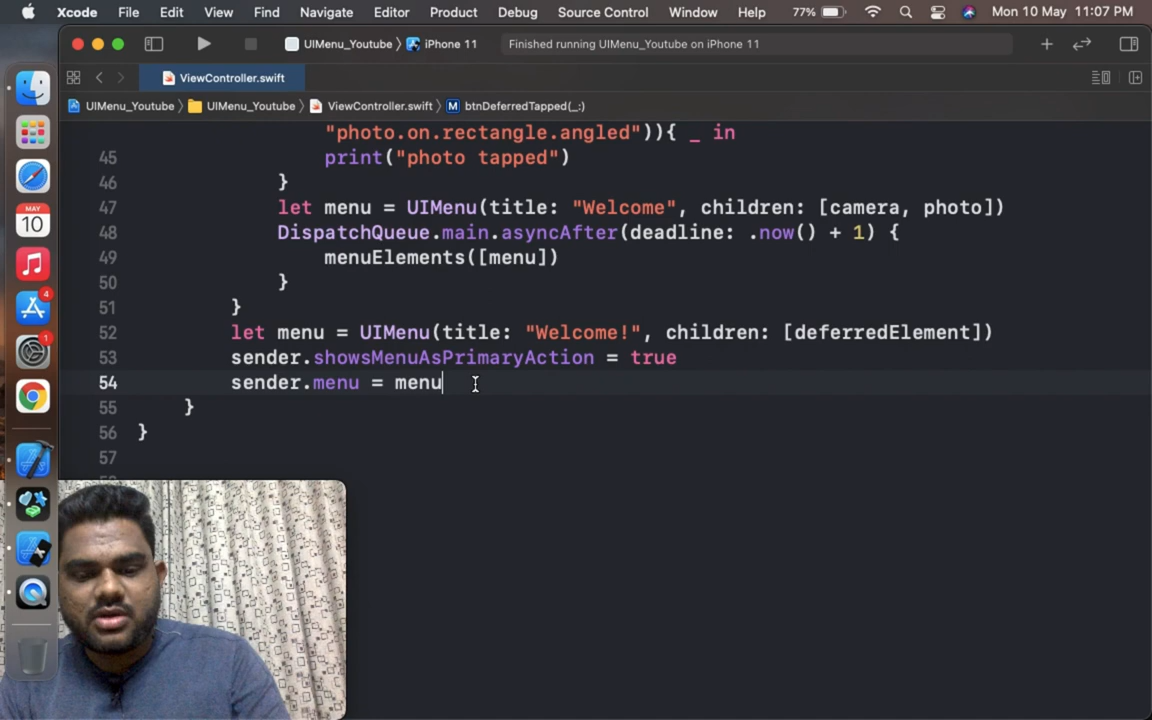 Xcode File Edit View Find Navigate Editor Product Debug Source Control Window Help 77% Mon 10 May 11:07 PM
UIMenu_Youtube iPhone 11 Finished running UIMenu_Youtube on iPhone 11
ViewController.swift
UIMenu_Youtube UIMenu_Youtube ViewController.swift M btnDeferredTapped(_:)
"photo.on.rectangle.angled")){ _ in
45 print("photo tapped")
46 }
47 let menu = UIMenu(title: "Welcome", children: [camera, photo])
48 DispatchQueue.main.asyncAfter(deadline: .now() + 1) {
49 menuElements([menu])
50 }
51 }
52 let menu = UIMenu(title: "Welcome!", children: [deferredElement])
53 sender.showsMenuAsPrimaryAction = true
54 sender.menu = menu
55 }
56 }
57
MAY
10
4
1